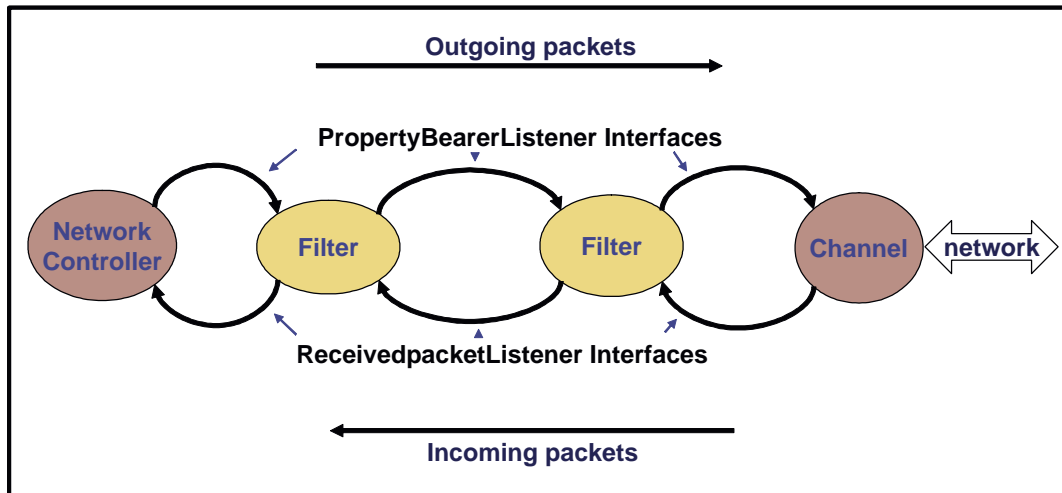 Outgoing packets
PropertyBearerListener Interfaces
Network
Controller
Filter
Filter
Channel
network
ReceivedpacketListener Interfaces
Incoming packets